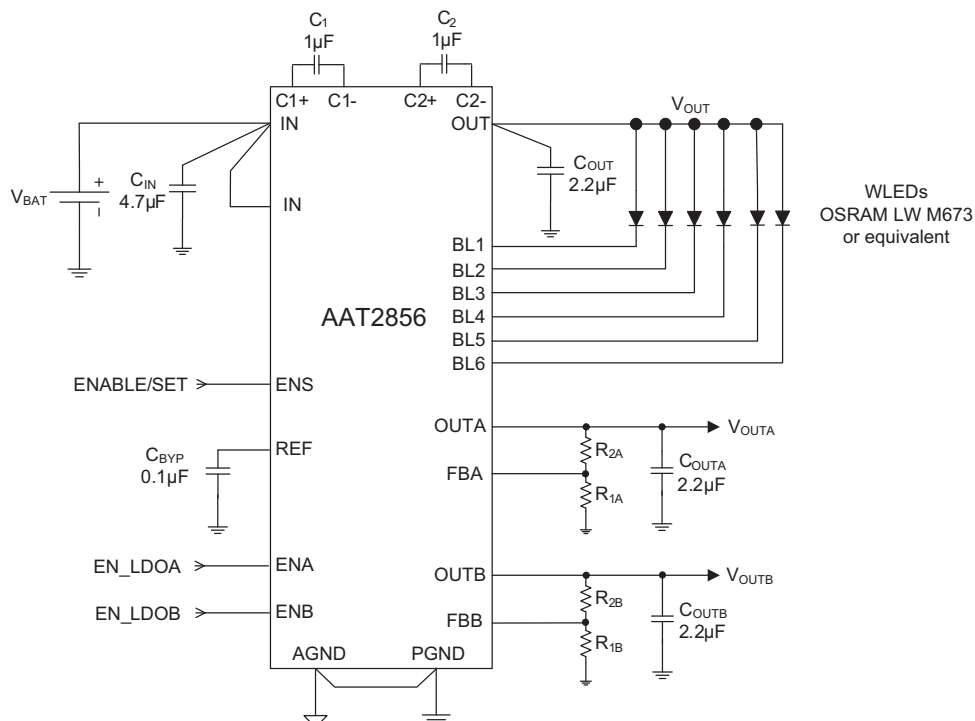 C1
1µF
C2
1µF
C1+ C1- C2+ C2-
IN OUT
VOUT
CIN
4.7µF
COUT
2.2µF
VBAT
+
–
IN
WLEDs
OSRAM LW M673
or equivalent
BL1
BL2
BL3
AAT2856
BL4
BL5
BL6
ENABLE/SET ENS
OUTA VOUTA
REF
CBYP
0.1µF
R2A
FBA
COUTA
2.2µF
R1A
EN_LDOA ENA
OUTB VOUTB
R2B
EN_LDOB ENB
FBB
COUTB
2.2µF
R1B
AGND PGND